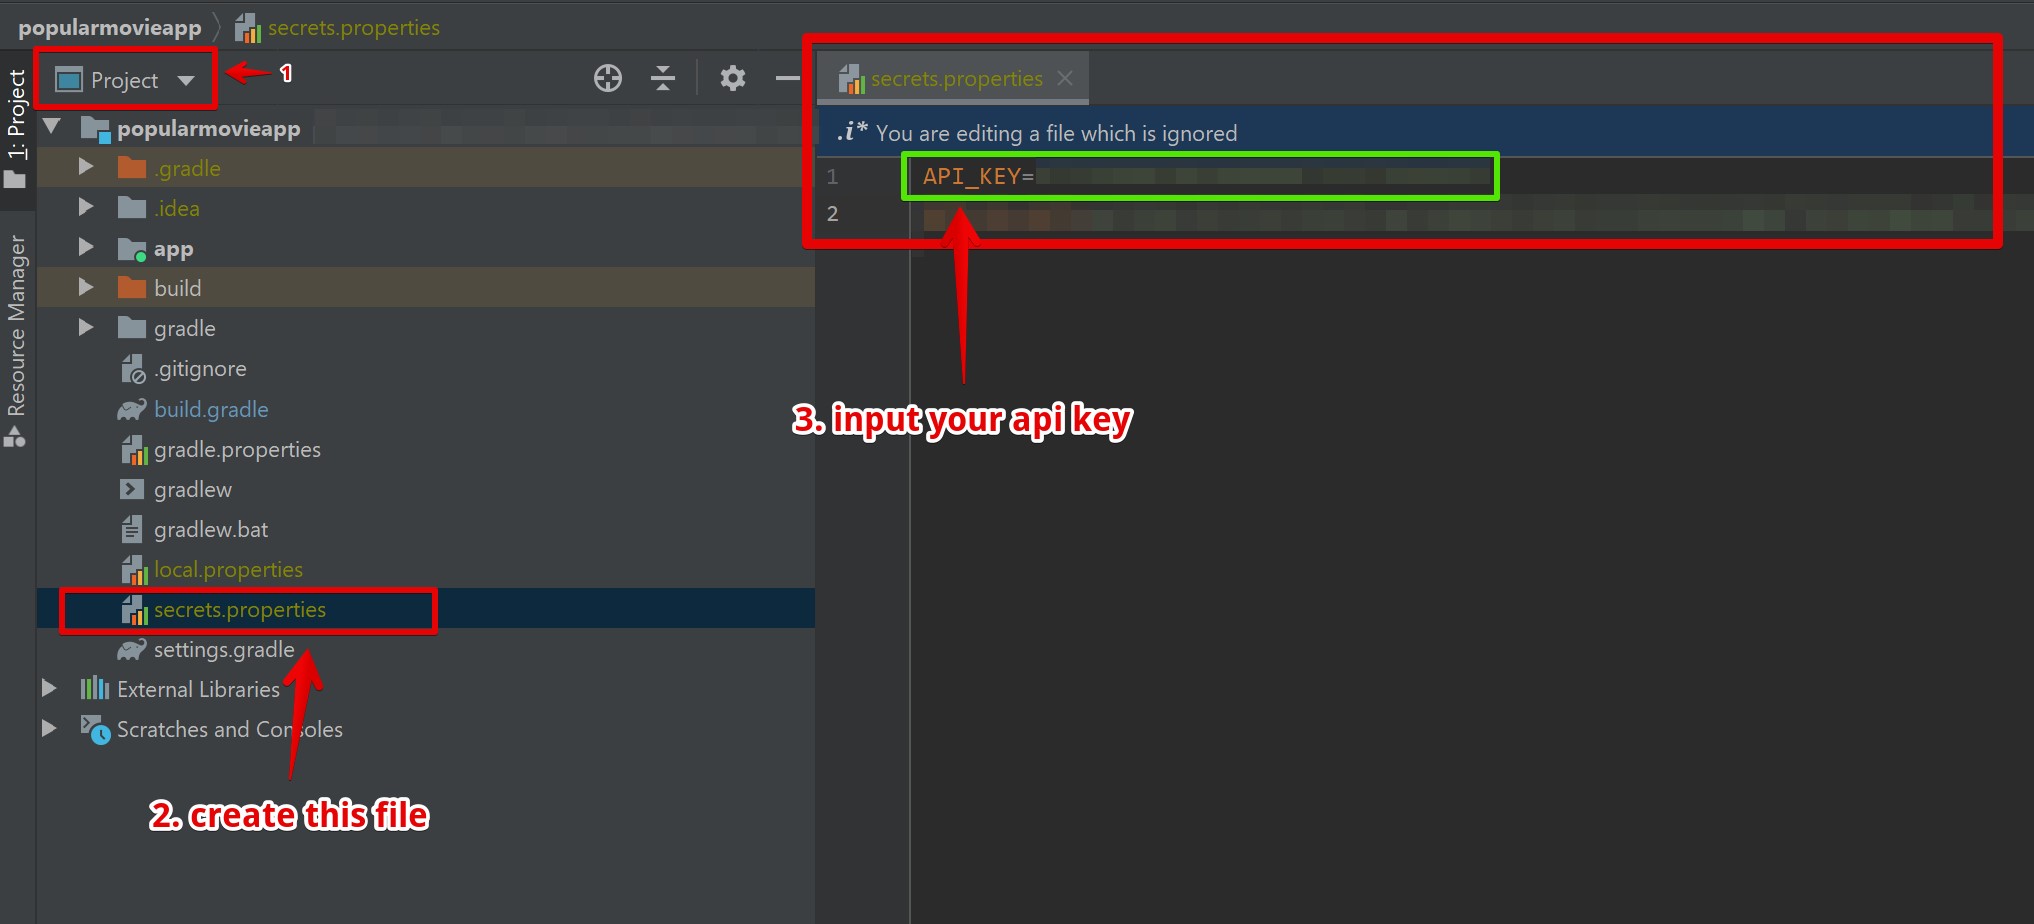 popularmovieapp
secrets.properties
Project
1
1: Project
Resource Manager
popularmovieapp
.gradle
.idea
app
build
gradle
.gitignore
build.gradle
gradle.properties
gradlew
gradlew.bat
local.properties
secrets.properties
settings.gradle
External Libraries
Scratches and Consoles
2. create this file
secrets.properties
.i* You are editing a file which is ignored
1 API_KEY=
2
3. input your api key